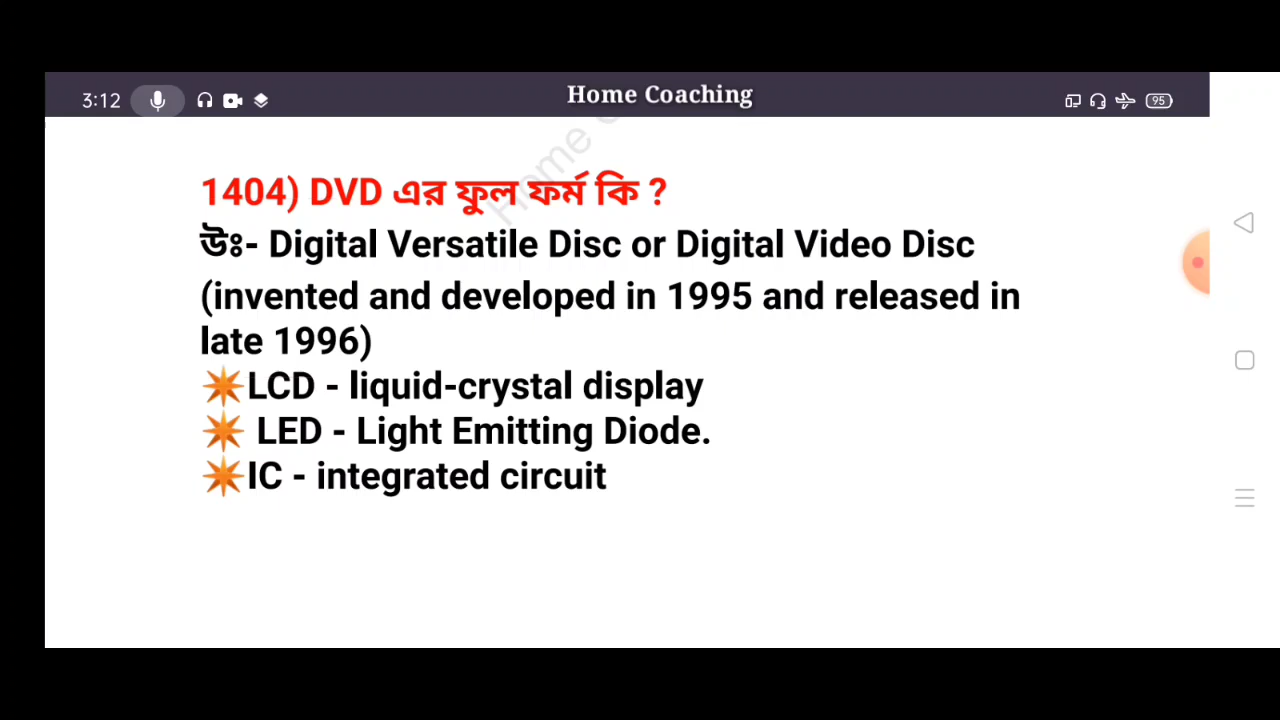 3:12
Home Coaching
95
Home
1404) DVD এর ফুল ফর্ম কি ?
উঃ- Digital Versatile Disc or Digital Video Disc
(invented and developed in 1995 and released in
late 1996)
LCD - liquid-crystal display
LED - Light Emitting Diode.
IC - integrated circuit